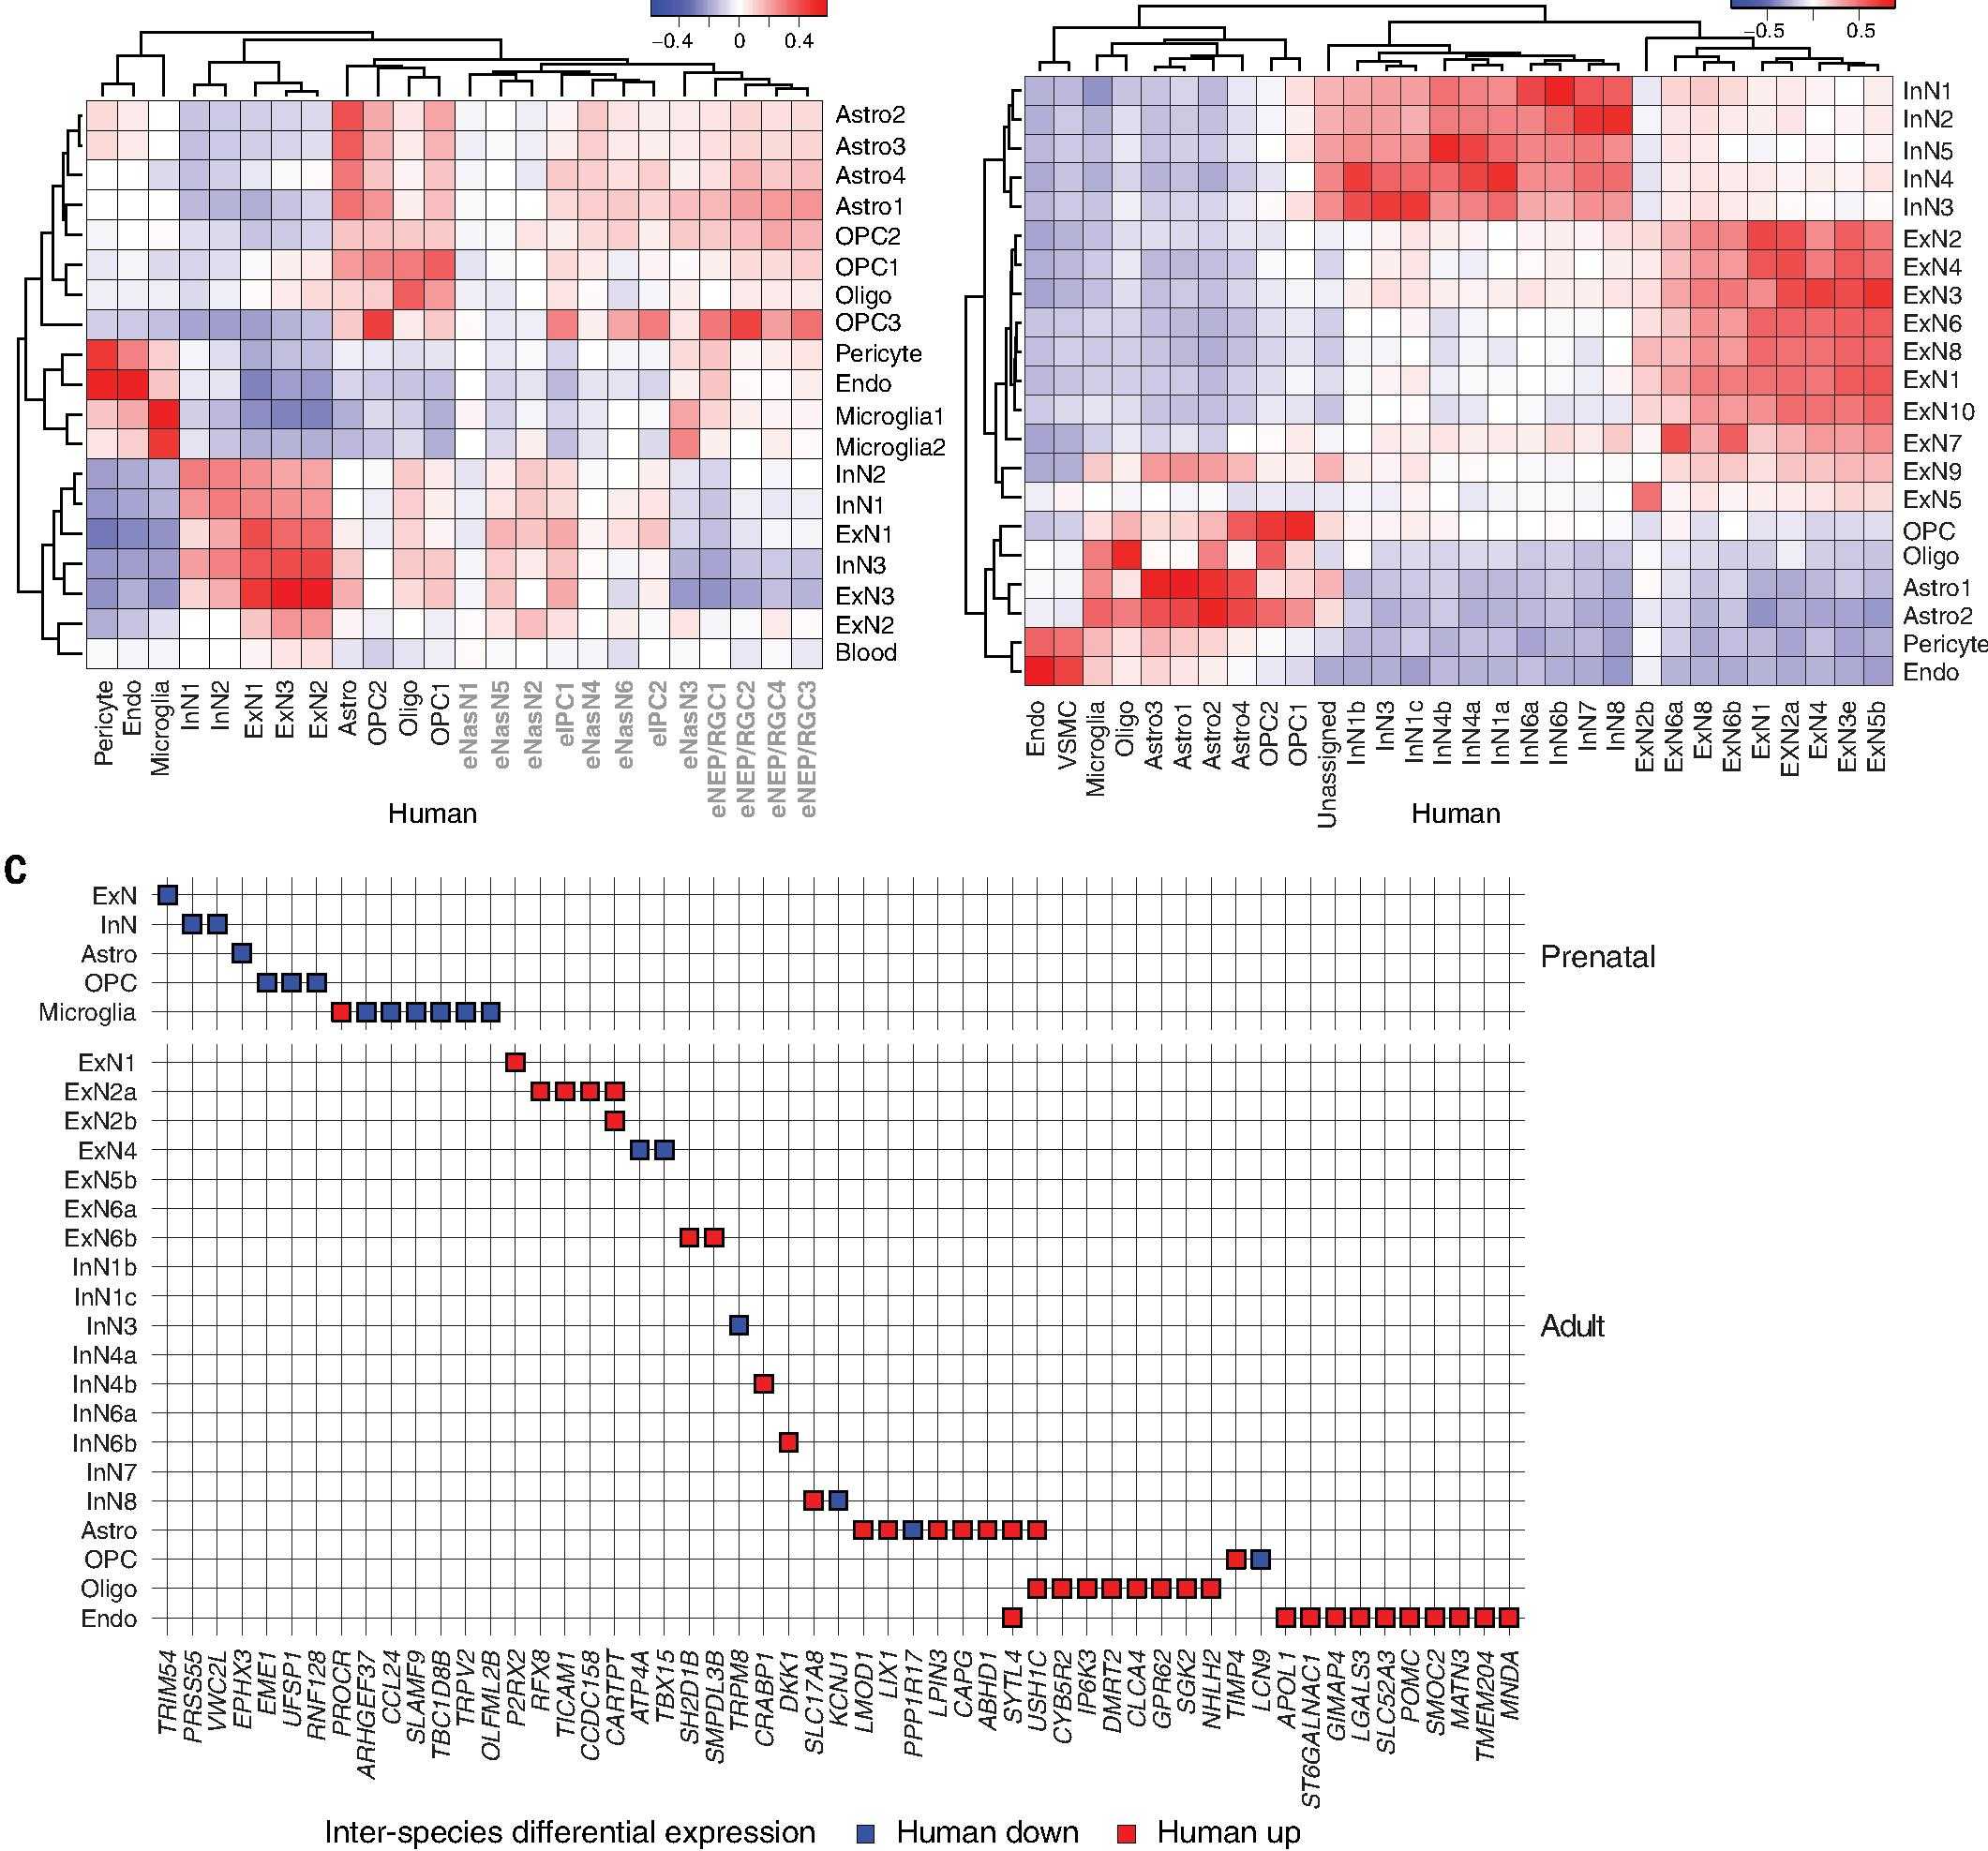 −0.4 0 0.4
Astro2
Astro3
Astro4
Astro1
OPC2
OPC1
Oligo
OPC3
Pericyte
Endo
Microglia1
Microglia2
InN2
InN1
ExN1
InN3
ExN3
ExN2
Blood
Pericyte
Endo
Microglia
InN1
InN2
ExN1
ExN3
ExN2
Astro
OPC2
Oligo
OPC1
eNasN1
eNasN5
eNasN2
eIPC1
eNasN4
eNasN6
eIPC2
eNasN3
eNEP/RGC1
eNEP/RGC2
eNEP/RGC4
eNEP/RGC3
Human
−0.5 0.5
InN1
InN2
InN5
InN4
InN3
ExN2
ExN4
ExN3
ExN6
ExN8
ExN1
ExN10
ExN7
ExN9
ExN5
OPC
Oligo
Astro1
Astro2
Pericyte
Endo
Endo
VSMC
Microglia
Oligo
Astro3
Astro1
Astro2
Astro4
OPC2
OPC1
Unassigned
InN1b
InN3
InN1c
InN4b
InN4a
InN1a
InN6a
InN6b
InN7
InN8
ExN2b
ExN6a
ExN8
ExN6b
ExN1
EXN2a
ExN4
ExN3e
ExN5b
Human
C
ExN
InN
Astro
OPC
Microglia
Prenatal
ExN1
ExN2a
ExN2b
ExN4
ExN5b
ExN6a
ExN6b
InN1b
InN1c
InN3
InN4a
InN4b
InN6a
InN6b
InN7
InN8
Astro
OPC
Oligo
Endo
Adult
TRIM54
PRSS55
VWC2L
EPHX3
EME1
UFSP1
RNF128
PROCR
ARHGEF37
CCL24
SLAMF9
TBC1D8B
TRPV2
OLFML2B
P2RX2
RFX8
TICAM1
CCDC158
CARTPT
ATP4A
TBX15
SH2D1B
SMPDL3B
TRPM8
CRABP1
DKK1
SLC17A8
KCNJ1
LMOD1
LIX1
PPP1R17
LPIN3
CAPG
ABHD1
SYTL4
USH1C
CYB5R2
IP6K3
DMRT2
CLCA4
GPR62
SGK2
NHLH2
TIMP4
LCN9
APOL1
ST6GALNAC1
GIMAP4
LGALS3
SLC52A3
POMC
SMOC2
MATN3
TMEM204
MNDA
Inter-species differential expression Human down Human up